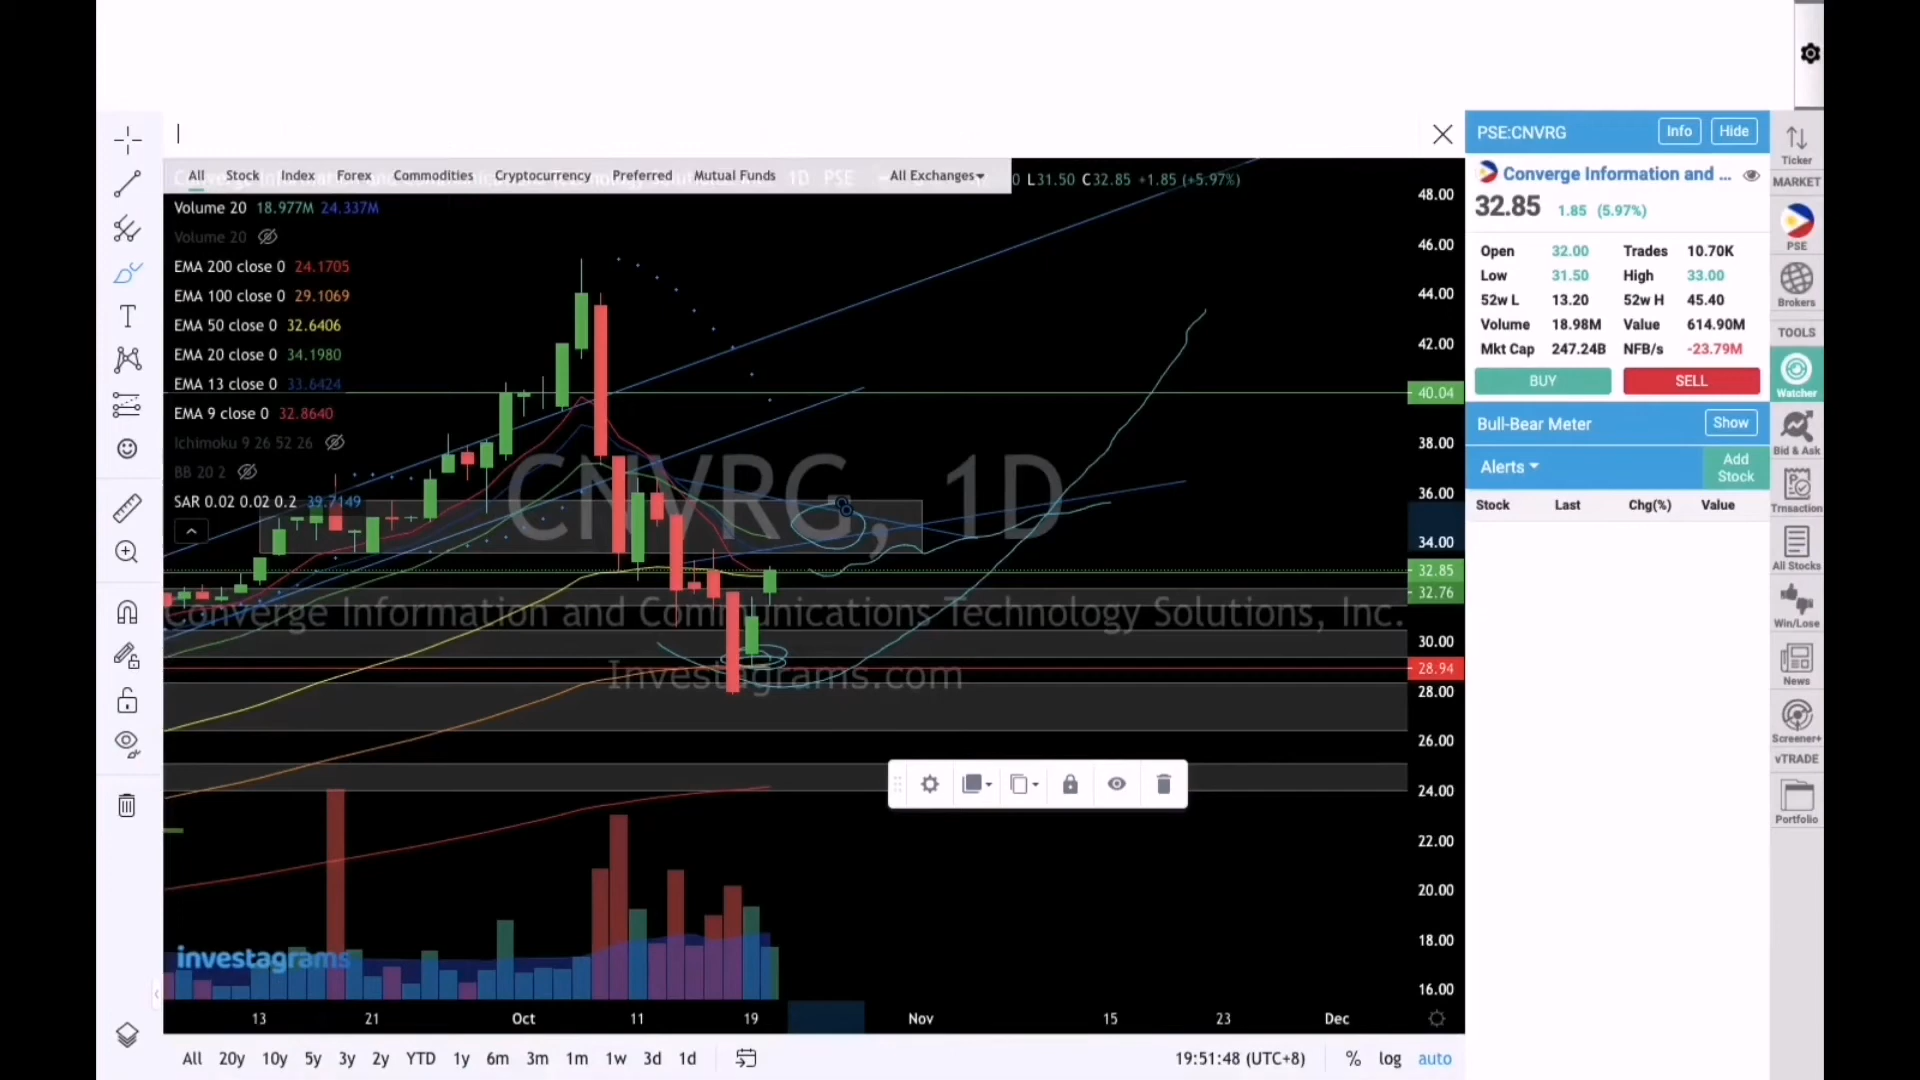 All Stock Index Forex Commodities Cryptocurrency Preferred Mutual Funds All Exchanges
1D PSE 0 L31.50 C32.85 +1.85 (+5.97%)
Volume 20 18.977M 24.337M
Volume 20
EMA 200 close 0 24.1705
EMA 100 close 0 29.1069
EMA 50 close 0 32.6406
EMA 20 close 0 34.1980
EMA 13 close 0 33.6424
EMA 9 close 0 32.8640
Ichimoku 9 26 52 26
BB 20 2
SAR 0.02 0.02 0.2 39.7149
CNVRG, 1D
Converge Information and Communications Technology Solutions, Inc.
Investagrams.com
investagrams
48.00
46.00
44.00
42.00
40.04
38.00
36.00
34.00
32.85
32.76
30.00
28.94
28.00
26.00
24.00
22.00
20.00
18.00
16.00
13 21 Oct 11 19 Nov 15 23 Dec
All 20y 10y 5y 3y 2y YTD 1y 6m 3m 1m 1w 3d 1d
19:51:48 (UTC+8) % log auto
PSE:CNVRG Info Hide
Converge Information and ...
32.85 1.85 (5.97%)
Open 32.00 Trades 10.70K
Low 31.50 High 33.00
52w L 13.20 52w H 45.40
Volume 18.98M Value 614.90M
Mkt Cap 247.24B NFB/s -23.79M
BUY SELL
Bull-Bear Meter Show
Alerts Add Stock
Stock Last Chg(%) Value
Ticker
MARKET
PSE
Brokers
TOOLS
Watcher
Bid & Ask
Trnsaction
All Stocks
Win/Lose
News
Screener+
vTRADE
Portfolio